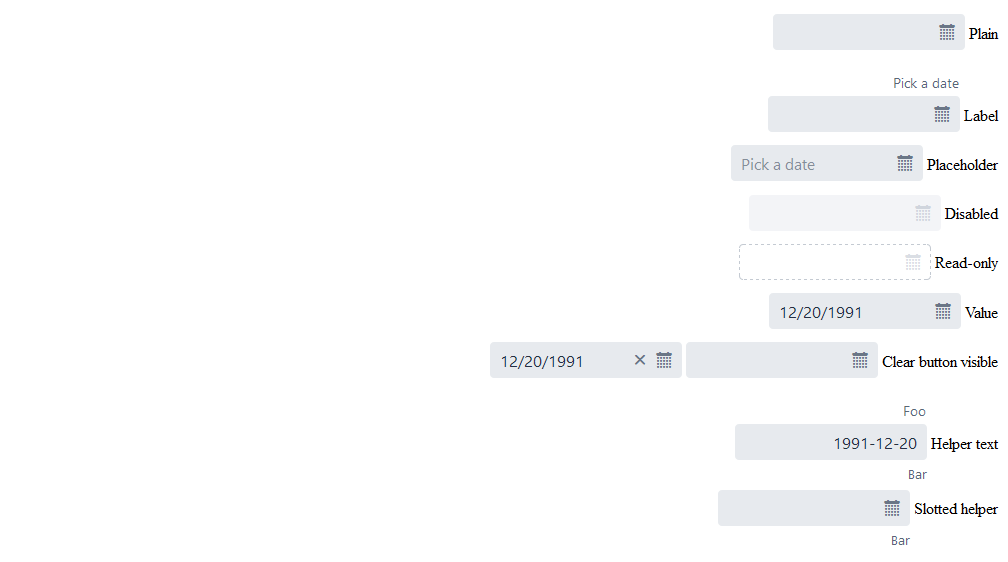 Plain
Pick a date
Label
Pick a date Placeholder
Disabled
Read-only
12/20/1991 Value
12/20/1991 Clear button visible
Foo
1991-12-20 Helper text
Bar
Slotted helper
Bar